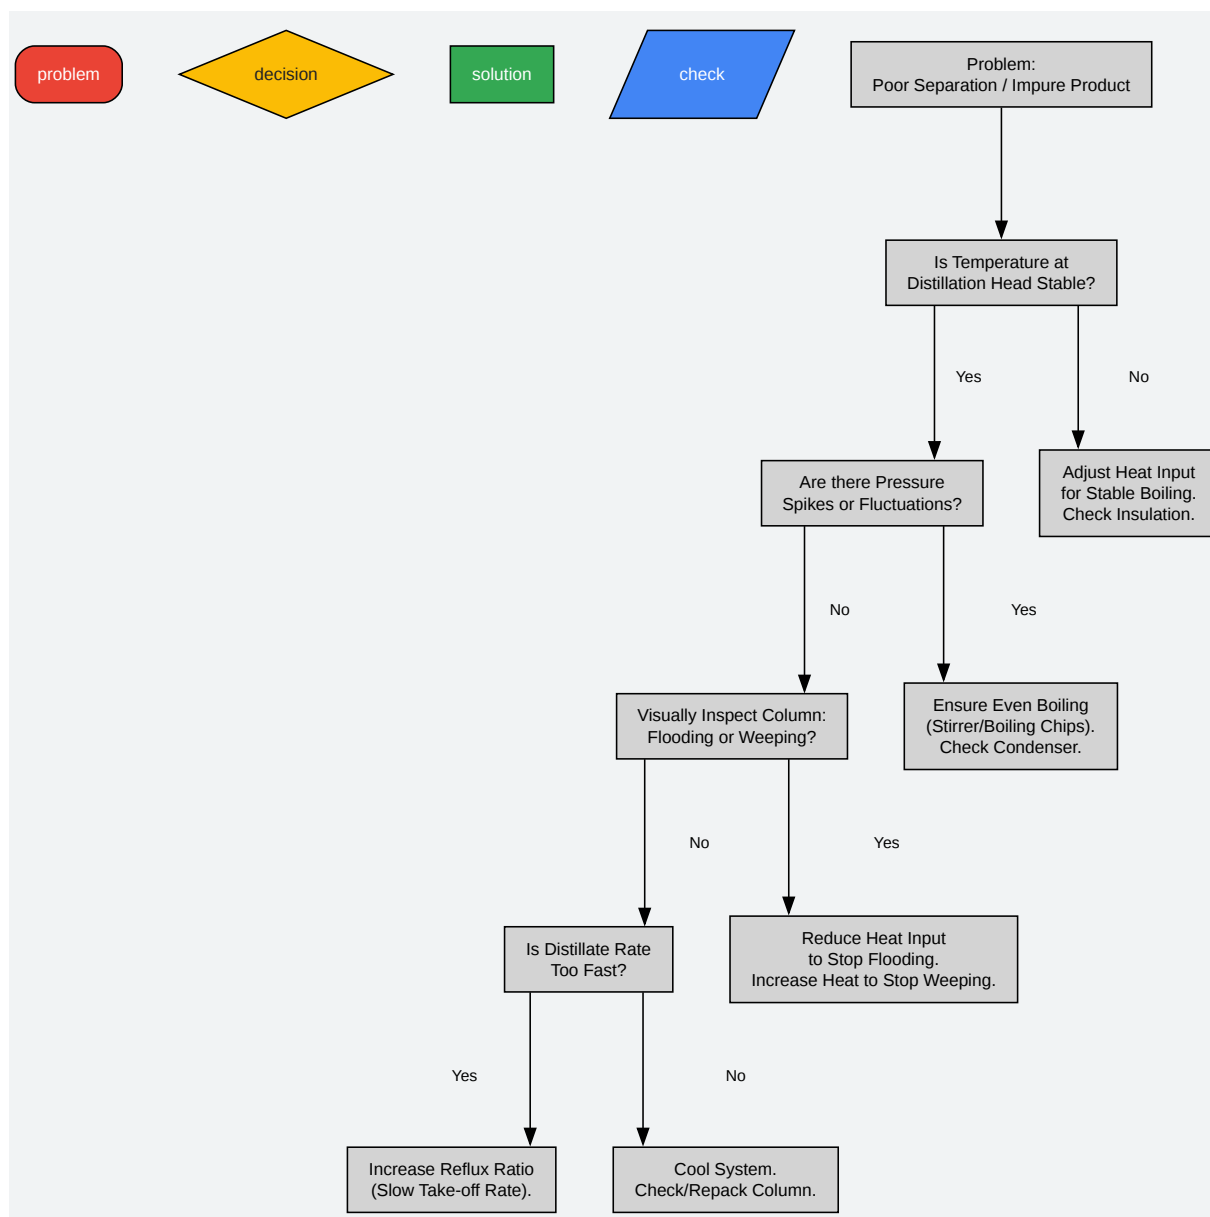 problem
decision
solution
check
Problem:
Poor Separation / Impure Product
Is Temperature at
Distillation Head Stable?
Yes
No
Adjust Heat Input
for Stable Boiling.
Check Insulation.
Are there Pressure
Spikes or Fluctuations?
No
Yes
Ensure Even Boiling
(Stirrer/Boiling Chips).
Check Condenser.
Visually Inspect Column:
Flooding or Weeping?
No
Yes
Reduce Heat Input
to Stop Flooding.
Increase Heat to Stop Weeping.
Is Distillate Rate
Too Fast?
Yes
No
Increase Reflux Ratio
(Slow Take-off Rate).
Cool System.
Check/Repack Column.